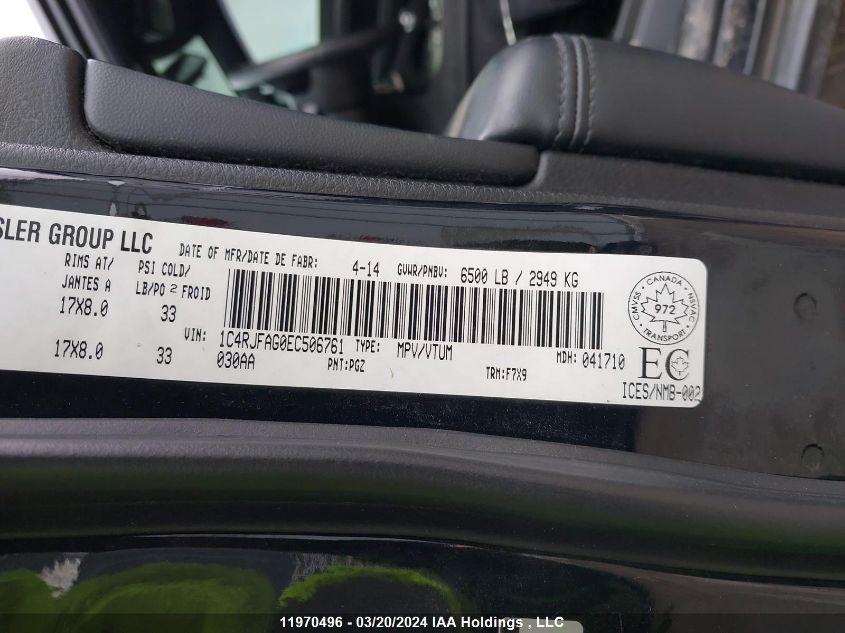 SLER GROUP LLC
DATE OF MFR/DATE DE FABR: 4-14 GVWR/PNBV: 6500 LB / 2949 KG
RIMS AT/ PSI COLD/
JANTES A LB/PO 2 FROID
17X8.0 33
VIN: 1C4RJFAG0EC506761 TYPE: MPV/VTUM MDH: 041710
17X8.0 33 030AA PNT:PGZ TRM:F7X9
CMVSS CANADA NSVAC
972
TRANSPORT
EC
ICES/NMB-002
11970496 - 03/20/2024 IAA Holdings , LLC